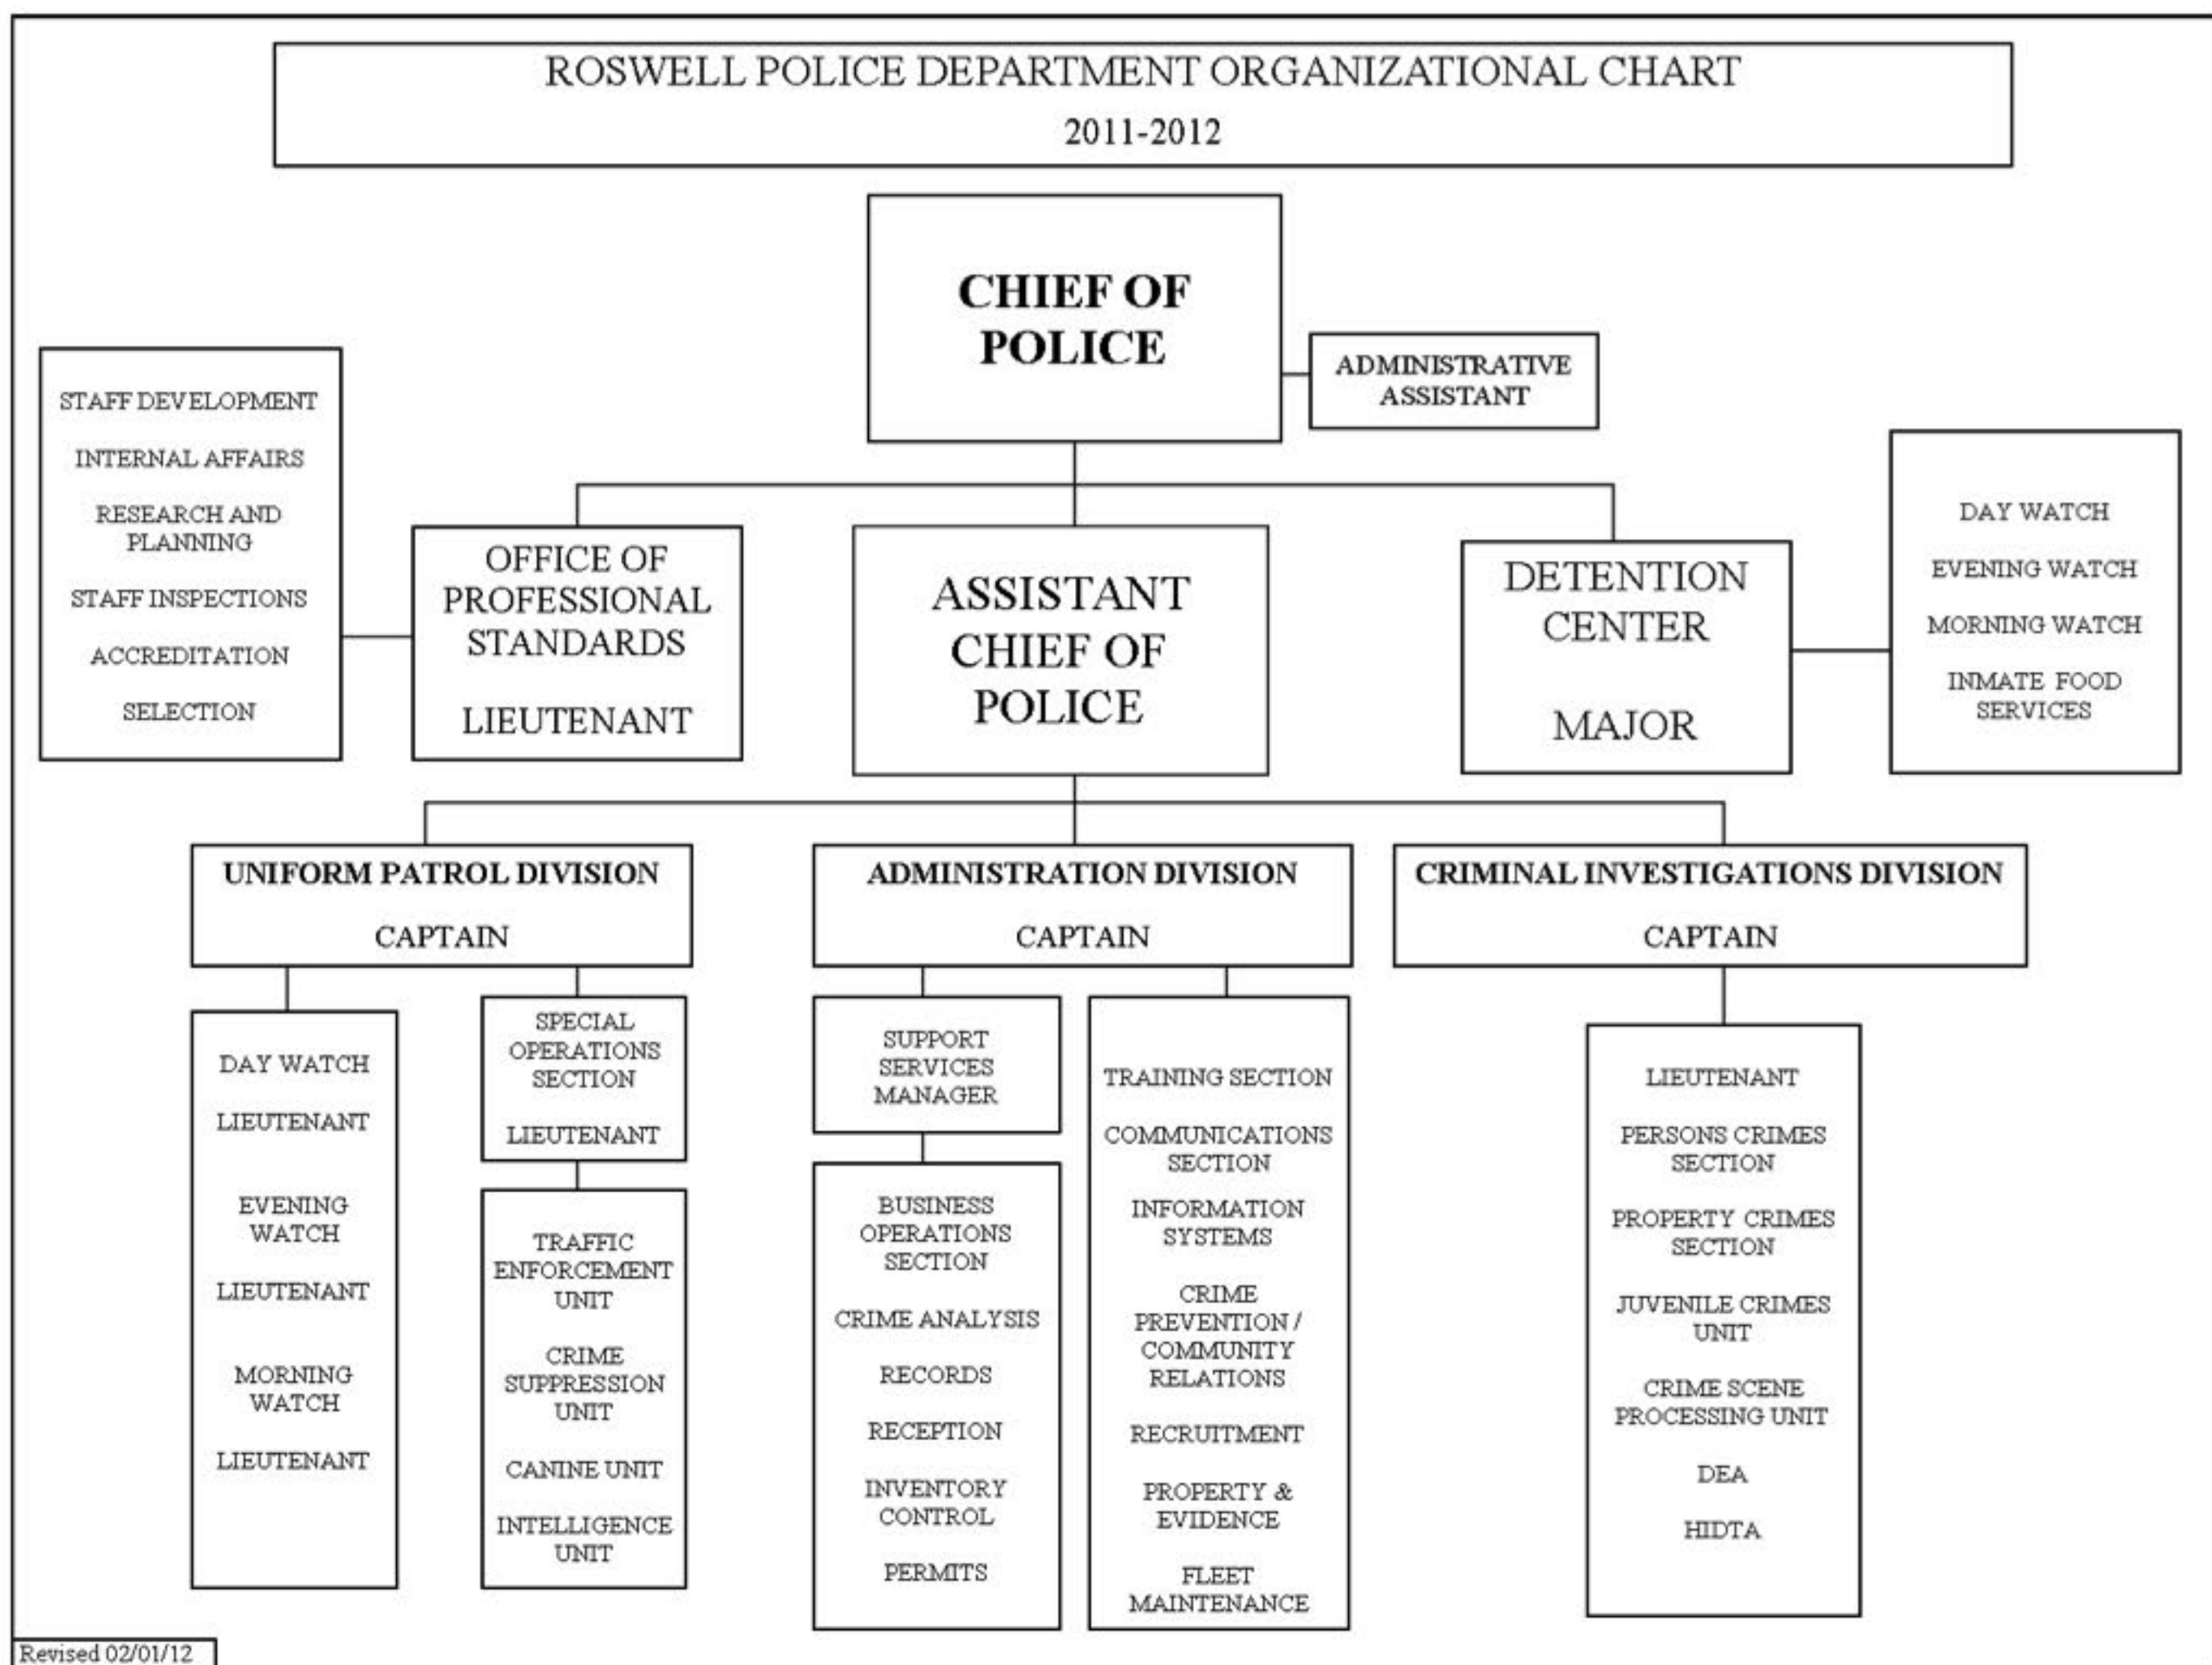 ROSWELL POLICE DEPARTMENT ORGANIZATIONAL CHART
2011-2012
CHIEF OF
POLICE
ADMINISTRATIVE
ASSISTANT
STAFF DEVELOPMENT
INTERNAL AFFAIRS
RESEARCH AND
PLANNING
STAFF INSPECTIONS
ACCREDITATION
SELECTION
OFFICE OF
PROFESSIONAL
STANDARDS
LIEUTENANT
ASSISTANT
CHIEF OF
POLICE
DETENTION
CENTER
MAJOR
DAY WATCH
EVENING WATCH
MORNING WATCH
INMATE FOOD
SERVICES
UNIFORM PATROL DIVISION
CAPTAIN
ADMINISTRATION DIVISION
CAPTAIN
CRIMINAL INVESTIGATIONS DIVISION
CAPTAIN
DAY WATCH
LIEUTENANT
EVENING
WATCH
LIEUTENANT
MORNING
WATCH
LIEUTENANT
SPECIAL
OPERATIONS
SECTION
LIEUTENANT
TRAFFIC
ENFORCEMENT
UNIT
CRIME
SUPPRESSION
UNIT
CANINE UNIT
INTELLIGENCE
UNIT
SUPPORT
SERVICES
MANAGER
BUSINESS
OPERATIONS
SECTION
CRIME ANALYSIS
RECORDS
RECEPTION
INVENTORY
CONTROL
PERMITS
TRAINING SECTION
COMMUNICATIONS
SECTION
INFORMATION
SYSTEMS
CRIME
PREVENTION /
COMMUNITY
RELATIONS
RECRUITMENT
PROPERTY &
EVIDENCE
FLEET
MAINTENANCE
LIEUTENANT
PERSONS CRIMES
SECTION
PROPERTY CRIMES
SECTION
JUVENILE CRIMES
UNIT
CRIME SCENE
PROCESSING UNIT
DEA
HIDTA
Revised 02/01/12